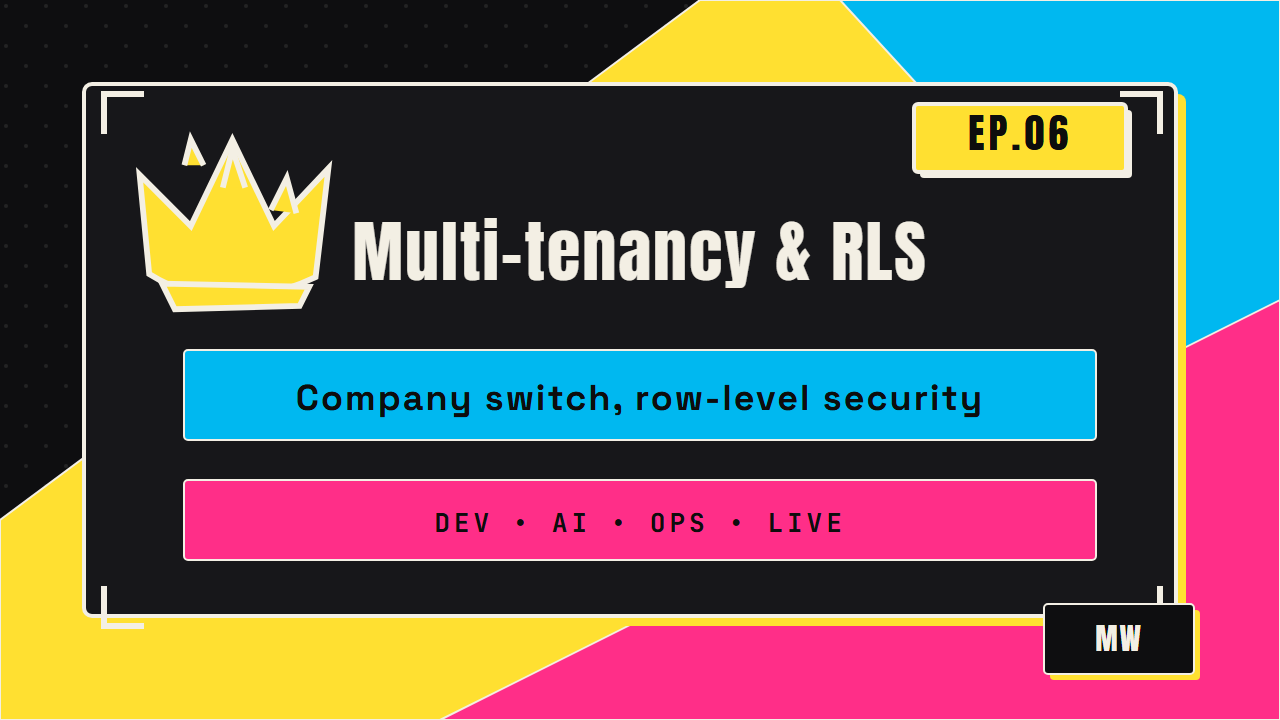 EP.06
Multi-tenancy & RLS
Company switch, row-level security
DEV • AI • OPS • LIVE
MW